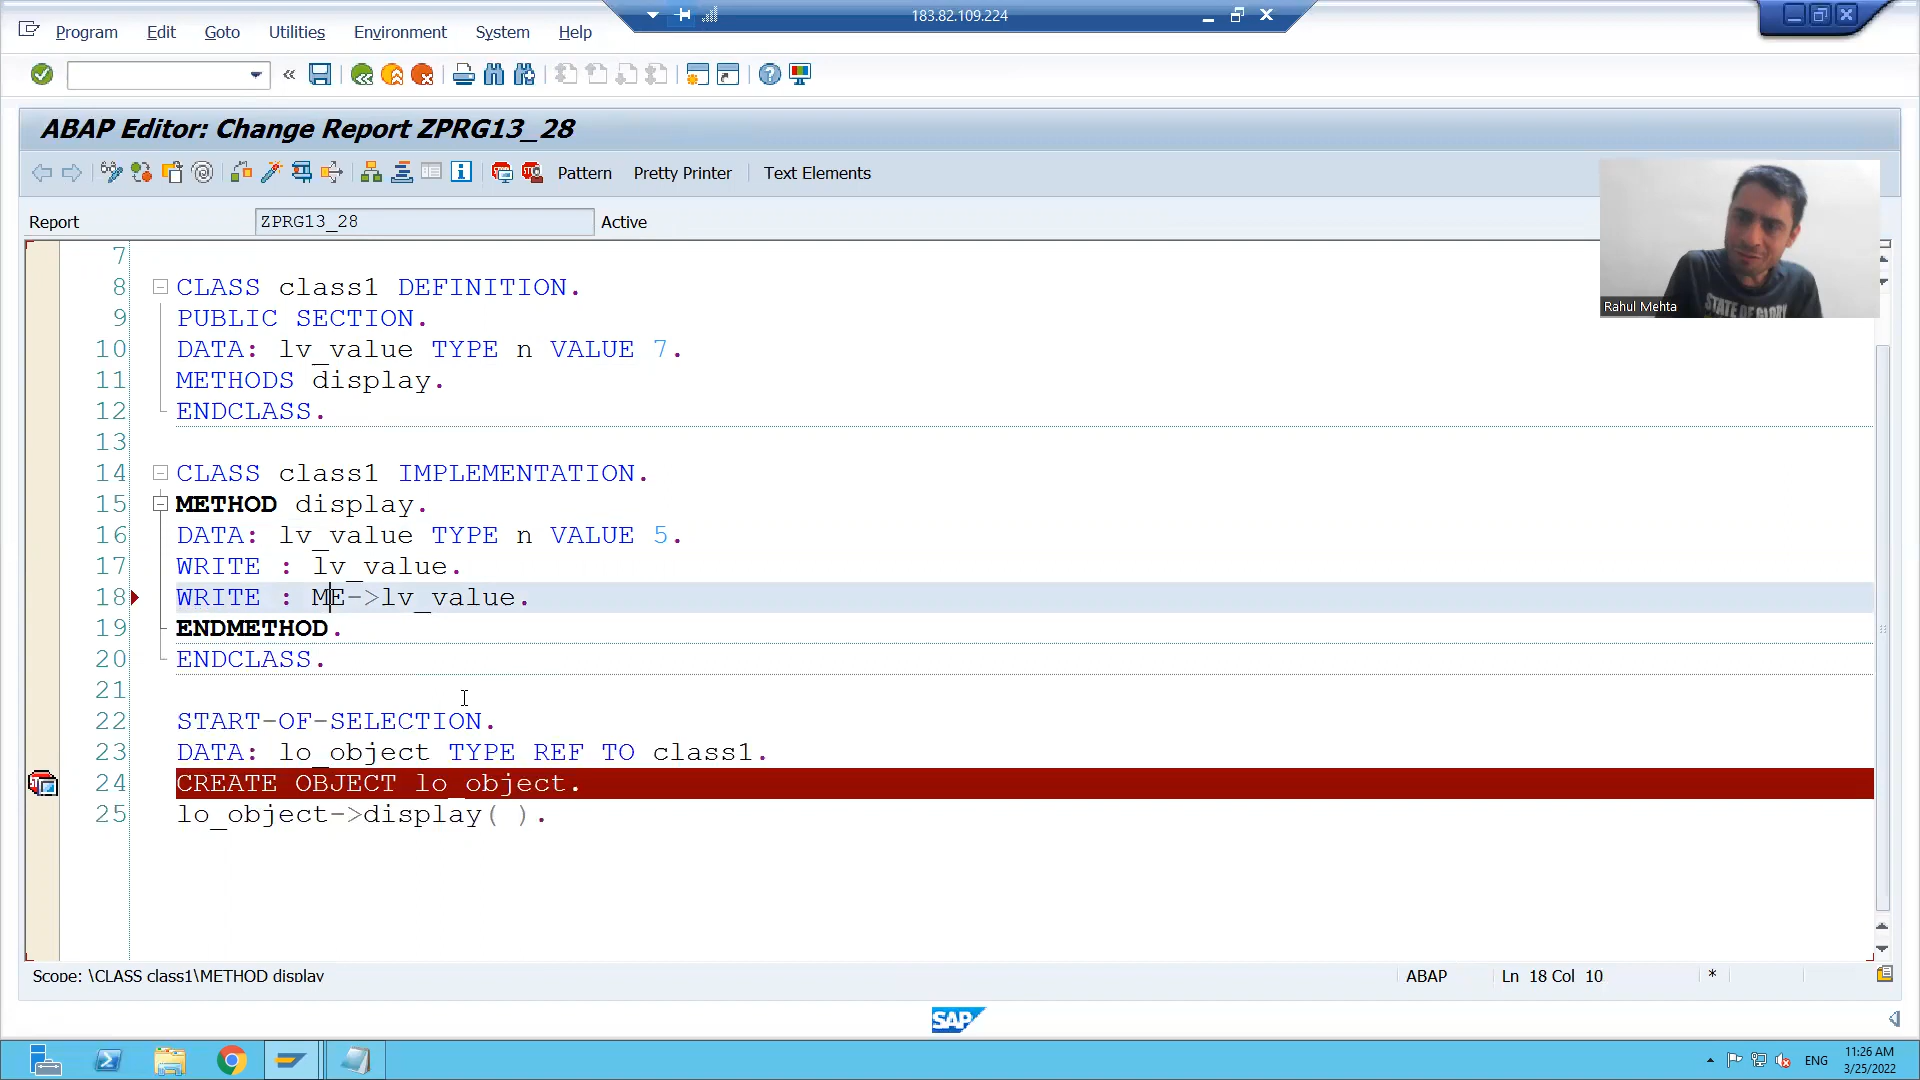 183.82.109.224
Program Edit Goto Utilities Environment System Help
ABAP Editor: Change Report ZPRG13_28
Pattern Pretty Printer Text Elements
Report ZPRG13_28 Active
Rahul Mehta
STATE OF GLORY
7
8 CLASS class1 DEFINITION.
9 PUBLIC SECTION.
10 DATA: lv_value TYPE n VALUE 7.
11 METHODS display.
12 ENDCLASS.
13
14 CLASS class1 IMPLEMENTATION.
15 METHOD display.
16 DATA: lv_value TYPE n VALUE 5.
17 WRITE : lv_value.
18 WRITE : ME->lv_value.
19 ENDMETHOD.
20 ENDCLASS.
21
22 START-OF-SELECTION.
23 DATA: lo_object TYPE REF TO class1.
24 CREATE OBJECT lo_object.
25 lo_object->display( ).
Scope: \CLASS class1\METHOD display ABAP Ln 18 Col 10 *
SAP
ENG 11:26 AM
3/25/2022